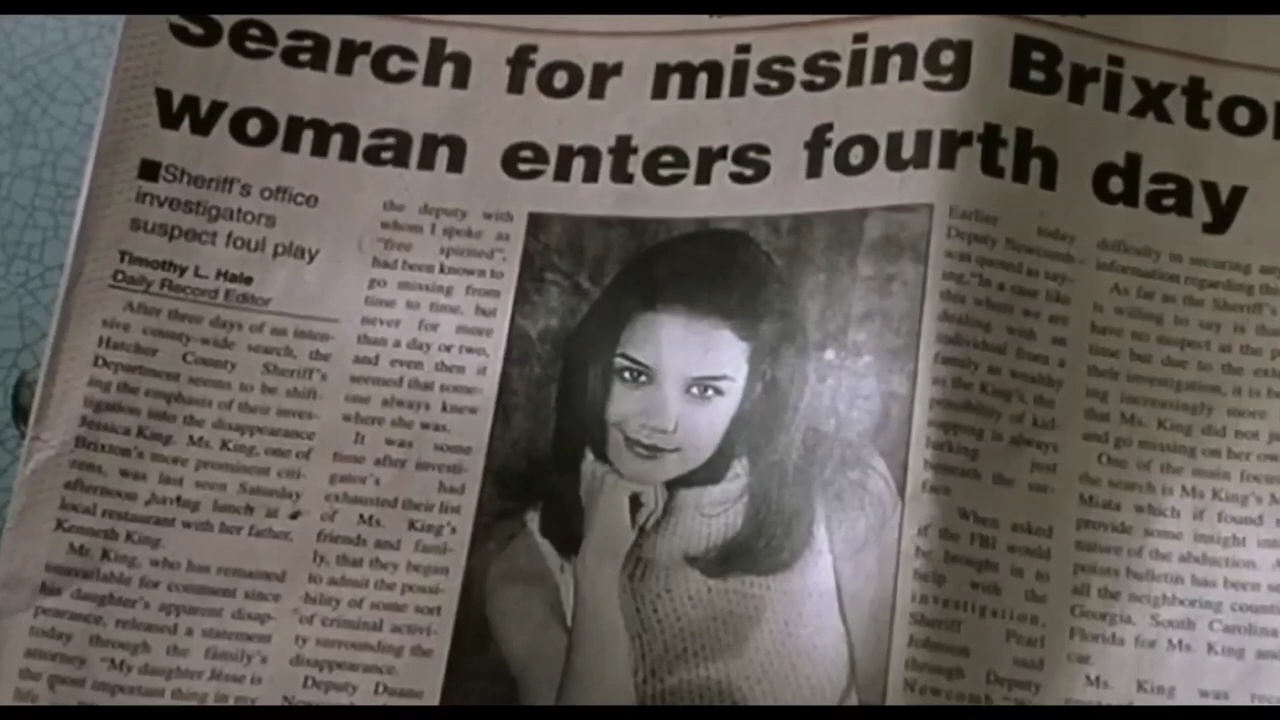 Search for missing Brixto
woman enters fourth day
■Sheriff's office
investigators
suspect foul play
Timothy L. Hale
Daily Record Editor
After three days of an inten-
sive county-wide search, the
Hatcher County Sheriff's
Department seems to be shift-
ing the emphasis of their inves-
tigation into the disappearance
Jessica King. Ms. King, one of
Brixton's more prominent citi-
zens, was last seen Saturday
afternoon having lunch at a
local restaurant with her father,
Kenneth King.
Mr. King, who has remained
unavailable for comment since
his daughter's apparent disap-
pearance, released a statement
today through the family's
attorney. "My daughter Jesse is
the most important thing in my
life
the deputy with
whom I spoke as
"free spirited",
had been known to
go missing from
time to time, but
never for more
than a day or two,
and even then it
seemed that some-
one always knew
where she was.
It was some
time after investi-
gator's had
exhausted their list
of Ms. King's
friends and fami-
ly, that they began
to admit the possi-
bility of some sort
"of criminal activi-
ty surrounding the
disappearance.
Deputy Duane
Earlier today
Deputy Newcomb
was quoted as say-
ing, "In a case like
this where we are
dealing with an
individual from a
family as wealthy
as the King's, the
possibility of kid-
napping is always
lurking just
beneath the sur-
face.
When asked
if the FBI would
be brought in to
help with the
investigation,
Sheriff Pearl
Johnson said
through Deputy
Newcomb
difficulty in securing
information regarding this
As far as the Sheriff's
is willing to say is tha
have no suspect at the p
time but due to the ext
their investigation, it is be
ing increasingly more
that Ms. King did not ju
and go missing on her ow
One of the main focus
the search is Ms King's M
Miata which if found
provide some insight int
nature of the abduction. A
points bulletin has been s
all the neighboring count
Georgia, South Carolina
Florida for Ms. King and
car.
Ms. King was